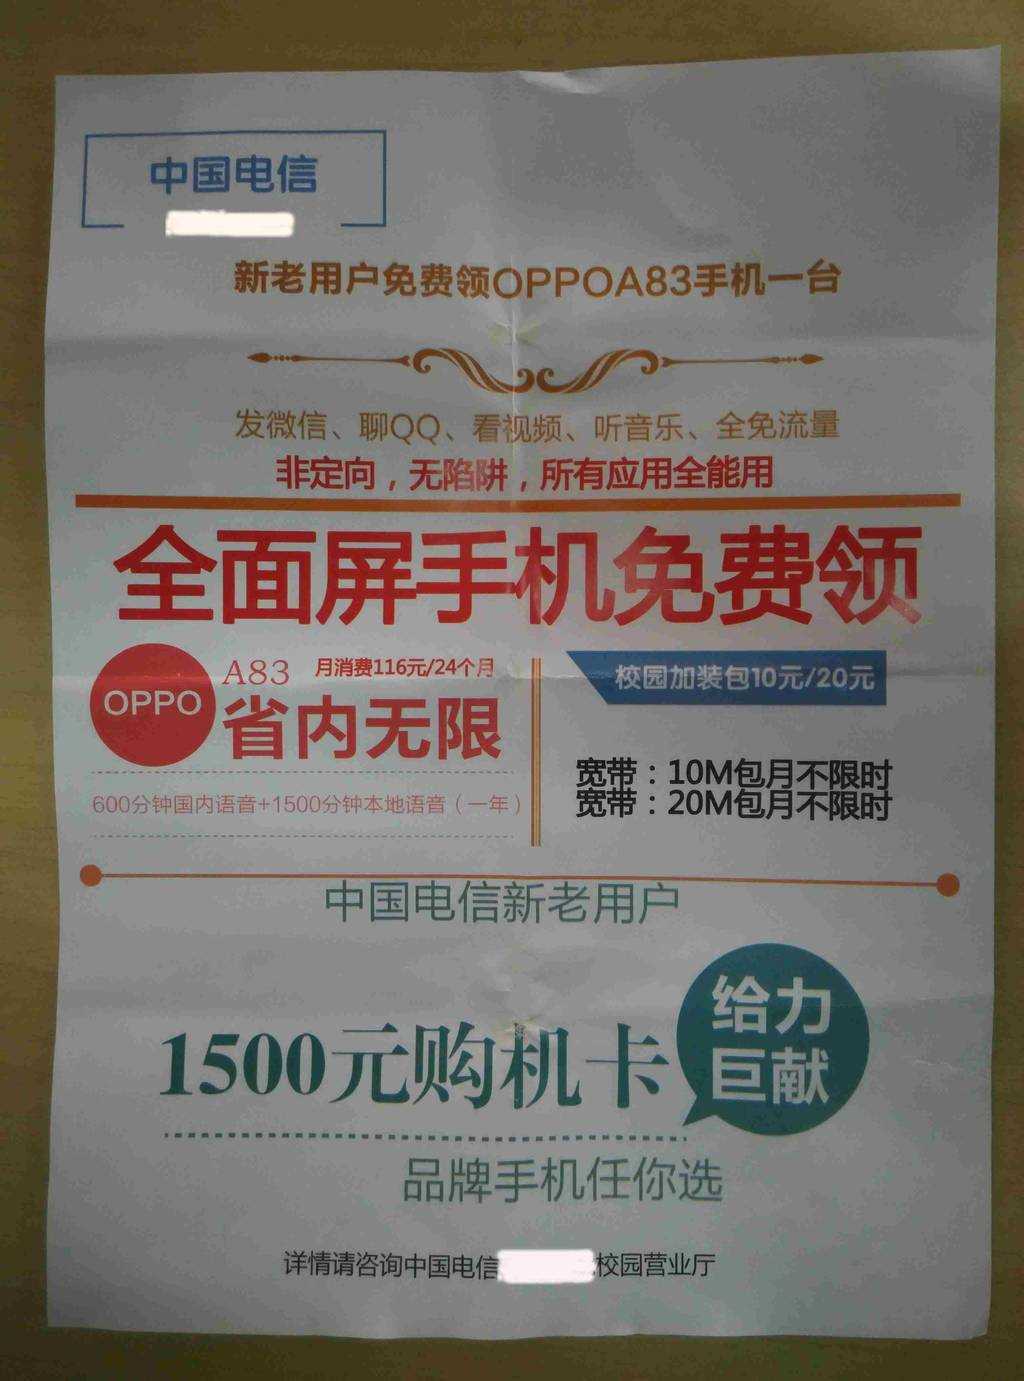 中国电信
新老用户免费领OPPOA83手机一台
发微信、聊QQ、看视频、听音乐、全免流量
非定向，无陷阱，所有应用全能用
全面屏手机免费领
OPPO
A83 月消费116元/24个月
省内无限
600分钟国内语音+1500分钟本地语音（一年）
校园加装包10元/20元
宽带：10M包月不限时
宽带：20M包月不限时
中国电信新老用户
1500元购机卡
给力
巨献
品牌手机任你选
详情请咨询中国电信 校园营业厅